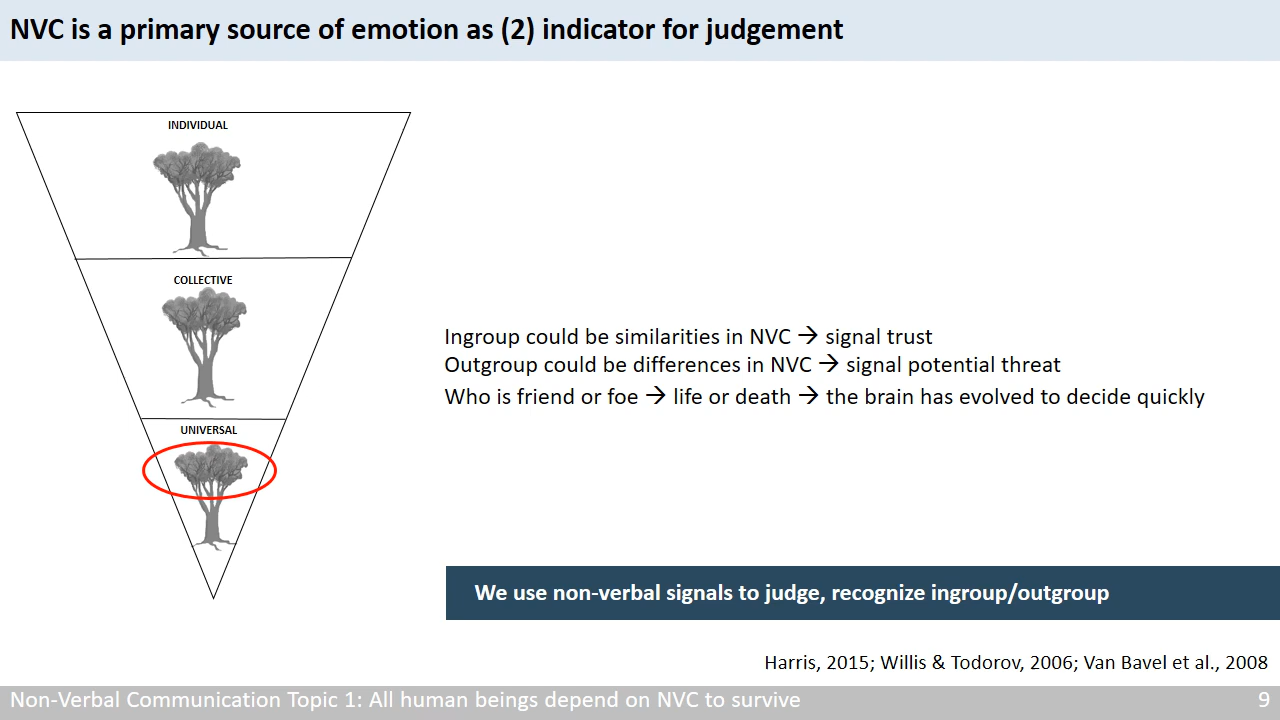 NVC is a primary source of emotion as (2) indicator for judgement
INDIVIDUAL
COLLECTIVE
UNIVERSAL
Ingroup could be similarities in NVC → signal trust
Outgroup could be differences in NVC → signal potential threat
Who is friend or foe → life or death → the brain has evolved to decide quickly
We use non-verbal signals to judge, recognize ingroup/outgroup
Harris, 2015; Willis & Todorov, 2006; Van Bavel et al., 2008
Non-Verbal Communication Topic 1: All human beings depend on NVC to survive
9